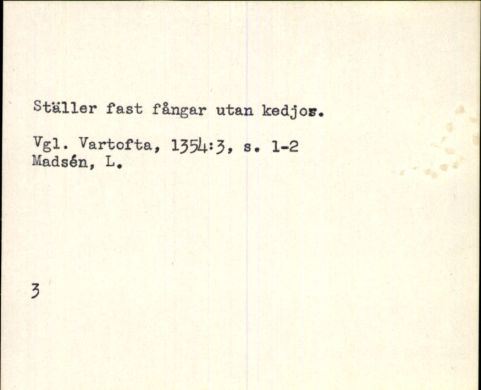 Ställer fast fångar utan kedjor.
Vgl. Vartofta, 1354:3, s. 1-2
Madsén, L.
3